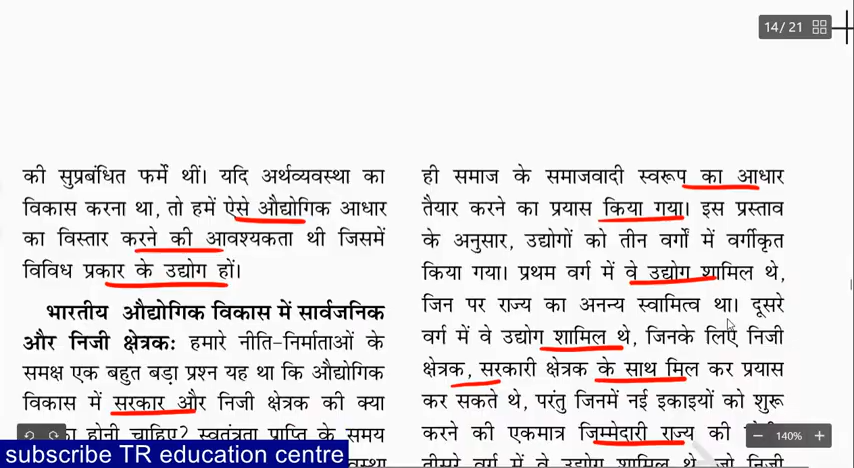 14/21
की सुप्रबंधित फर्में थीं। यदि अर्थव्यवस्था का
विकास करना था, तो हमें ऐसे औद्योगिक आधार
का विस्तार करने की आवश्यकता थी जिसमें
विविध प्रकार के उद्योग हों।
भारतीय औद्योगिक विकास में सार्वजनिक
और निजी क्षेत्रक: हमारे नीति-निर्माताओं के
समक्ष एक बहुत बड़ा प्रश्न यह था कि औद्योगिक
विकास में सरकार और निजी क्षेत्रक की क्या
होनी चाहिए? स्वतंत्रता प्राप्ति के समय
ही समाज के समाजवादी स्वरूप का आधार
तैयार करने का प्रयास किया गया। इस प्रस्ताव
के अनुसार, उद्योगों को तीन वर्गों में वर्गीकृत
किया गया। प्रथम वर्ग में वे उद्योग शामिल थे,
जिन पर राज्य का अनन्य स्वामित्व था। दूसरे
वर्ग में वे उद्योग शामिल थे, जिनके लिए निजी
क्षेत्रक, सरकारी क्षेत्रक के साथ मिल कर प्रयास
कर सकते थे, परंतु जिनमें नई इकाइयों को शुरू
करने की एकमात्र जिम्मेदारी राज्य की
तीसरे वर्ग में वे उद्योग शामिल थे जो निजी
140%
subscribe TR education centre